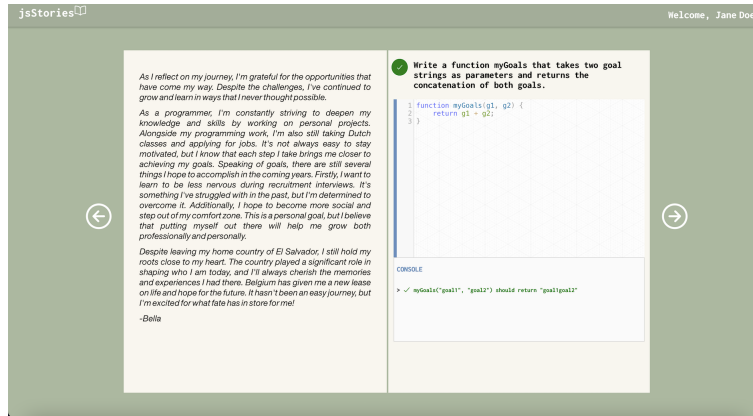 jsStories
Welcome, Jane Doe
As I reflect on my journey, I'm grateful for the opportunities that
have come my way. Despite the challenges, I've continued to
grow and learn in ways that I never thought possible.
As a programmer, I'm constantly striving to deepen my
knowledge and skills by working on personal projects.
Alongside my programming work, I'm also still taking Dutch
classes and applying for jobs. It's not always easy to stay
motivated, but I know that each step I take brings me closer to
achieving my goals. Speaking of goals, there are still several
things I hope to accomplish in the coming years. Firstly, I want to
learn to be less nervous during recruitment interviews. It's
something I've struggled with in the past, but I'm determined to
overcome it. Additionally, I hope to become more social and
step out of my comfort zone. This is a personal goal, but I believe
that putting myself out there will help me grow both
professionally and personally.
Despite leaving my home country of El Salvador, I still hold my
roots close to my heart. The country played a significant role in
shaping who I am today, and I'll always cherish the memories
and experiences I had there. Belgium has given me a new lease
on life and hope for the future. It hasn't been an easy journey, but
I'm excited for what fate has in store for me!
-Bella
Write a function myGoals that takes two goal
strings as parameters and returns the
concatenation of both goals.
1 function myGoals(g1, g2) {
2     return g1 + g2;
3 }
CONSOLE
> ✓ myGoals("goal1", "goal2") should return "goal1goal2"